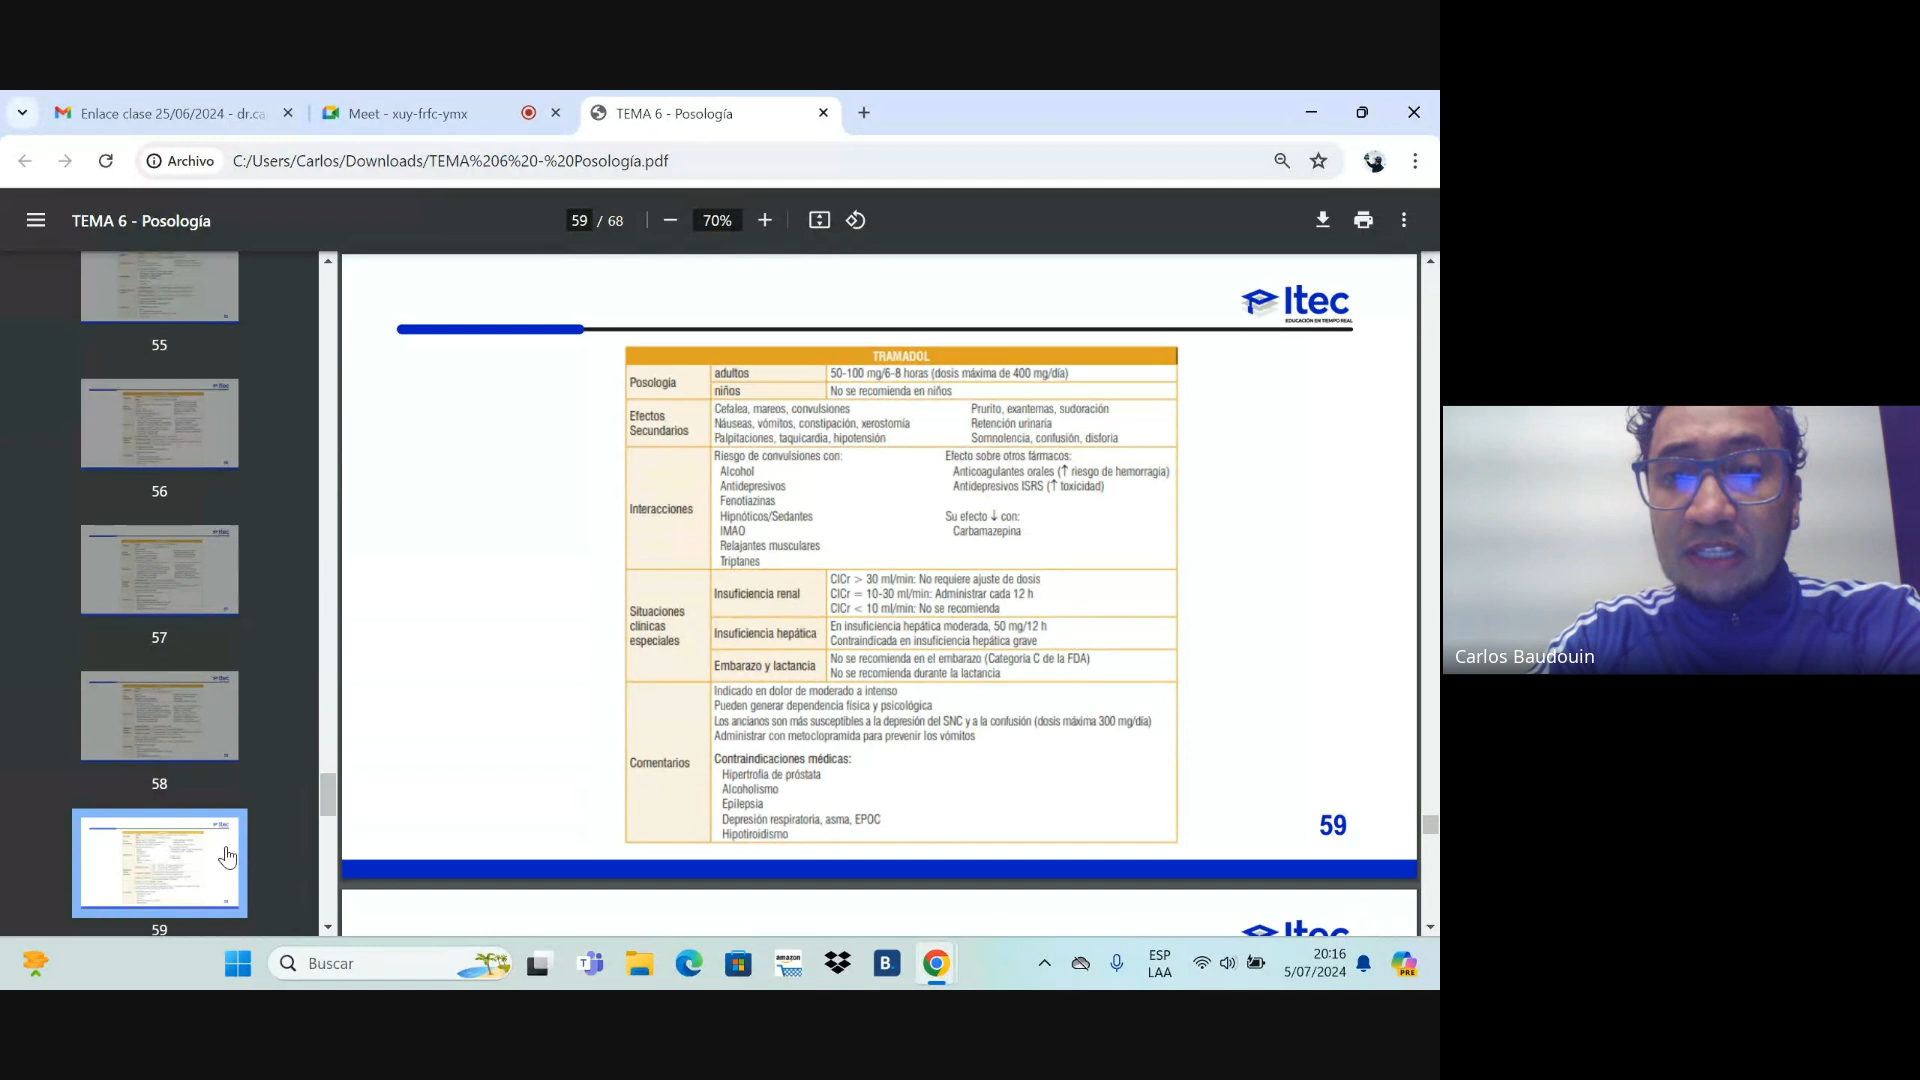 Enlace clase 25/06/2024 - dr.ca
Meet - xuy-frfc-ymx
TEMA 6 - Posología
Archivo
C:/Users/Carlos/Downloads/TEMA%206%20-%20Posología.pdf
TEMA 6 - Posología
59 / 68
70%
55
56
57
58
59
Itec
EDUCACIÓN EN TIEMPO REAL
TRAMADOL
Posología
adultos
50-100 mg/6-8 horas (dosis máxima de 400 mg/día)
niños
No se recomienda en niños
Efectos
Secundarios
Cefalea, mareos, convulsiones
Náuseas, vómitos, constipación, xerostomía
Palpitaciones, taquicardia, hipotensión
Prurito, exantemas, sudoración
Retención urinaria
Somnolencia, confusión, disforia
Interacciones
Riesgo de convulsiones con:
Alcohol
Antidepresivos
Fenotiazinas
Hipnóticos/Sedantes
IMAO
Relajantes musculares
Triptanes
Efecto sobre otros fármacos:
Anticoagulantes orales (↑ riesgo de hemorragia)
Antidepresivos ISRS (↑ toxicidad)
Su efecto ↓ con:
Carbamazepina
Situaciones
clínicas
especiales
Insuficiencia renal
ClCr > 30 ml/min: No requiere ajuste de dosis
ClCr = 10-30 ml/min: Administrar cada 12 h
ClCr < 10 ml/min: No se recomienda
Insuficiencia hepática
En insuficiencia hepática moderada, 50 mg/12 h
Contraindicada en insuficiencia hepática grave
Embarazo y lactancia
No se recomienda en el embarazo (Categoría C de la FDA)
No se recomienda durante la lactancia
Comentarios
Indicado en dolor de moderado a intenso
Pueden generar dependencia física y psicológica
Los ancianos son más susceptibles a la depresión del SNC y a la confusión (dosis máxima 300 mg/día)
Administrar con metoclopramida para prevenir los vómitos
Contraindicaciones médicas:
Hipertrofia de próstata
Alcoholismo
Epilepsia
Depresión respiratoria, asma, EPOC
Hipotiroidismo
59
Itec
Carlos Baudouin
Buscar
amazon
B.
ESP
LAA
20:16
5/07/2024
PRE